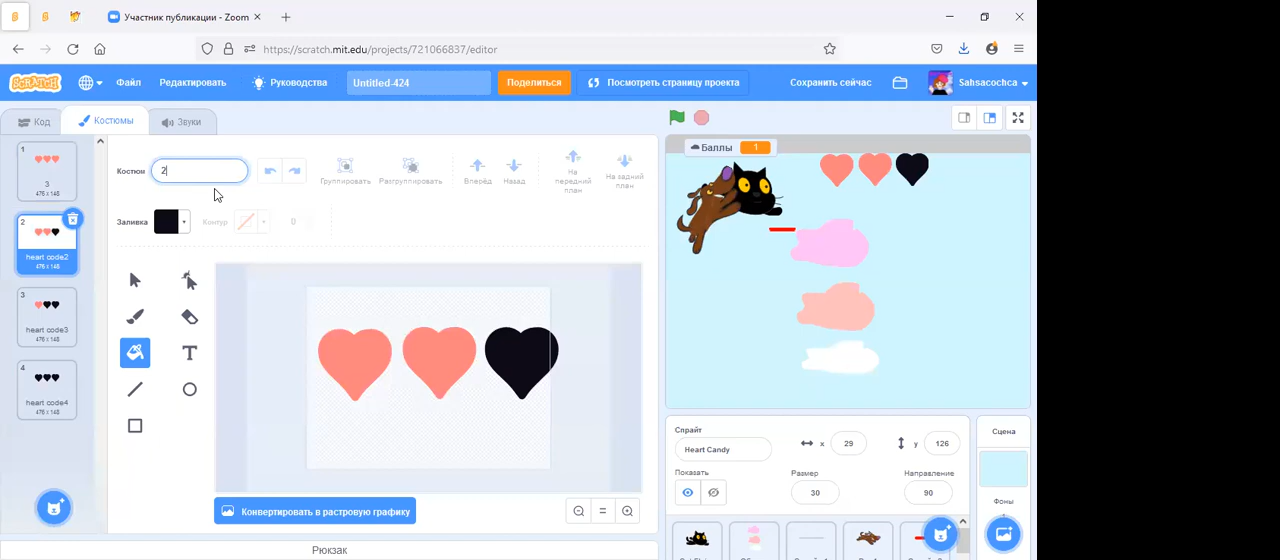 Участник публикации - Zoom
https://scratch.mit.edu/projects/721066837/editor
SCRATCH
Файл
Редактировать
Руководства
Untitled-424
Поделиться
Посмотреть страницу проекта
Сохранить сейчас
Sahsacochca
Код
Костюмы
Звуки
1
3
476 x 148
2
heart code2
476 x 148
3
heart code3
476 x 148
4
heart code4
476 x 148
Костюм
2
Группировать
Разгруппировать
Вперёд
Назад
На передний план
На задний план
Заливка
Контур
0
T
Конвертировать в растровую графику
Рюкзак
Баллы
1
Спрайт
Heart Candy
x
29
y
126
Показать
Размер
30
Направление
90
Сцена
Фоны